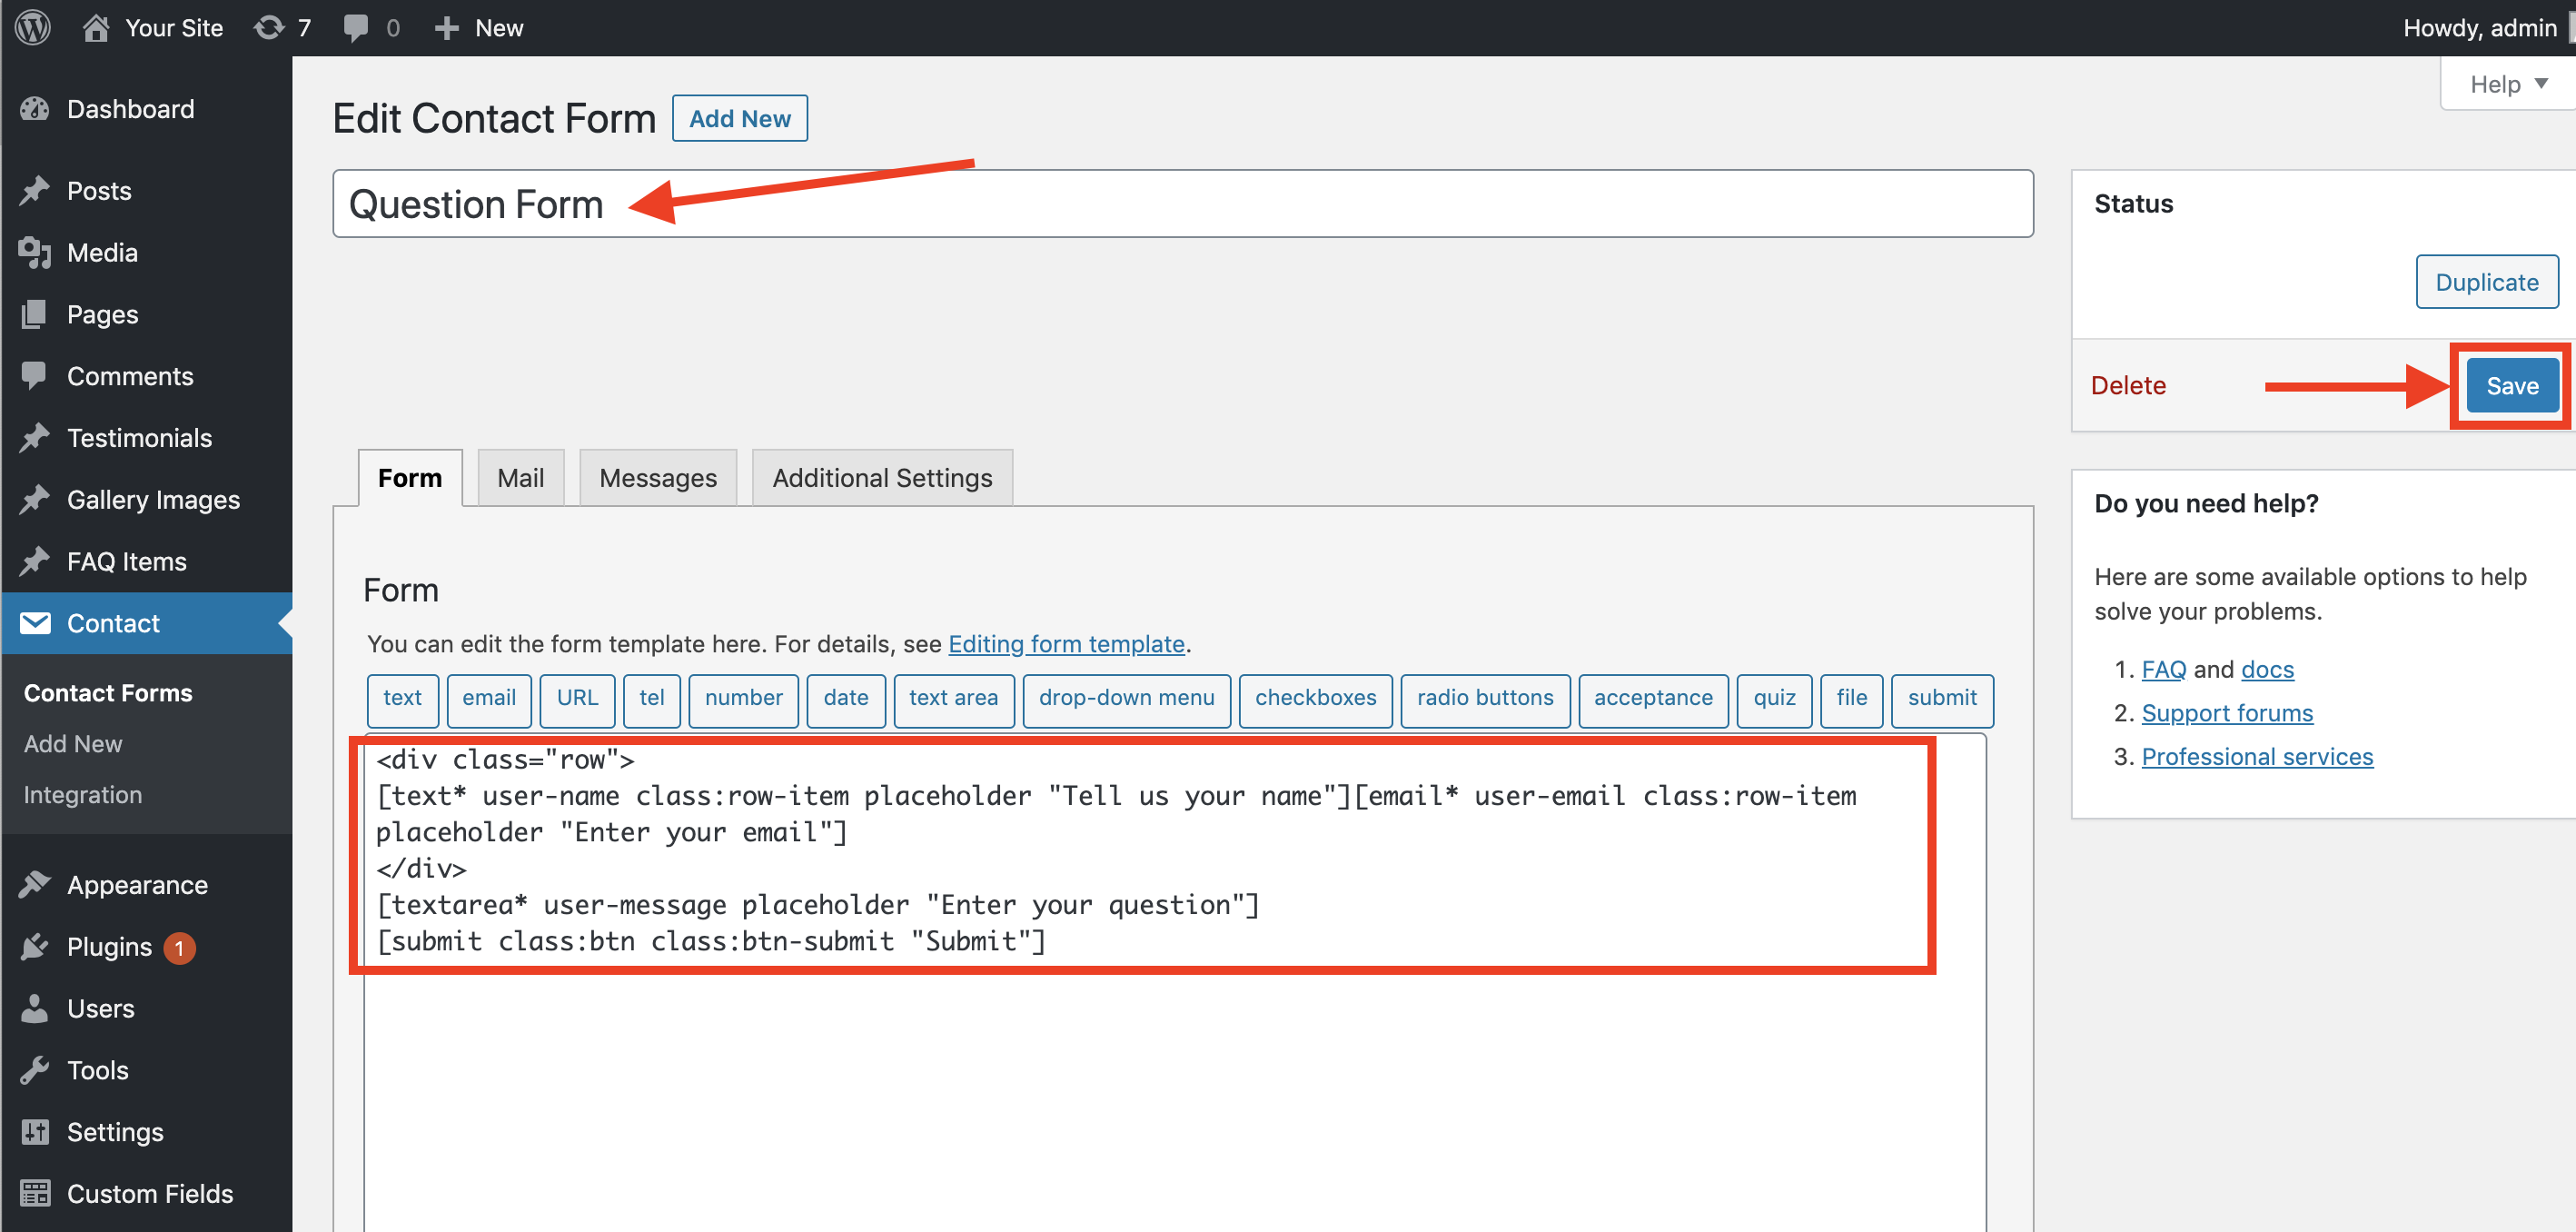 Your Site 7 0 New
Howdy, admin
Help
Dashboard
Posts
Media
Pages
Comments
Testimonials
Gallery Images
FAQ Items
Contact
Contact Forms
Add New
Integration
Appearance
Plugins 1
Users
Tools
Settings
Custom Fields
Edit Contact Form Add New
Question Form
Form Mail Messages Additional Settings
Form
You can edit the form template here. For details, see Editing form template.
text email URL tel number date text area drop-down menu checkboxes radio buttons acceptance quiz file submit
<div class="row">
[text* user-name class:row-item placeholder "Tell us your name"][email* user-email class:row-item
placeholder "Enter your email"]
</div>
[textarea* user-message placeholder "Enter your question"]
[submit class:btn class:btn-submit "Submit"]
Status
Duplicate
Delete Save
Do you need help?
Here are some available options to help
solve your problems.
1. FAQ and docs
2. Support forums
3. Professional services